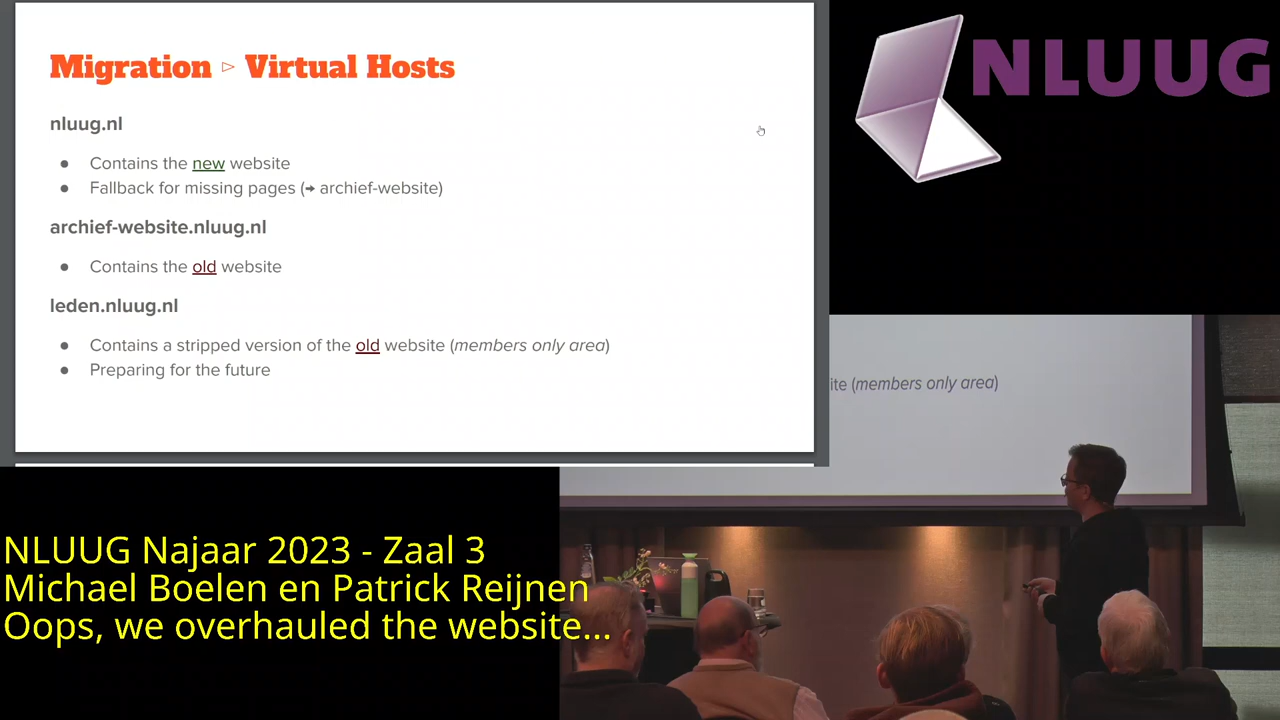 Migration ▹ Virtual Hosts
nluug.nl
● Contains the new website
● Fallback for missing pages (➔ archief-website)
archief-website.nluug.nl
● Contains the old website
leden.nluug.nl
● Contains a stripped version of the old website (members only area)
● Preparing for the future
NLUUG
ite (members only area)
NLUUG Najaar 2023 - Zaal 3
Michael Boelen en Patrick Reijnen
Oops, we overhauled the website...